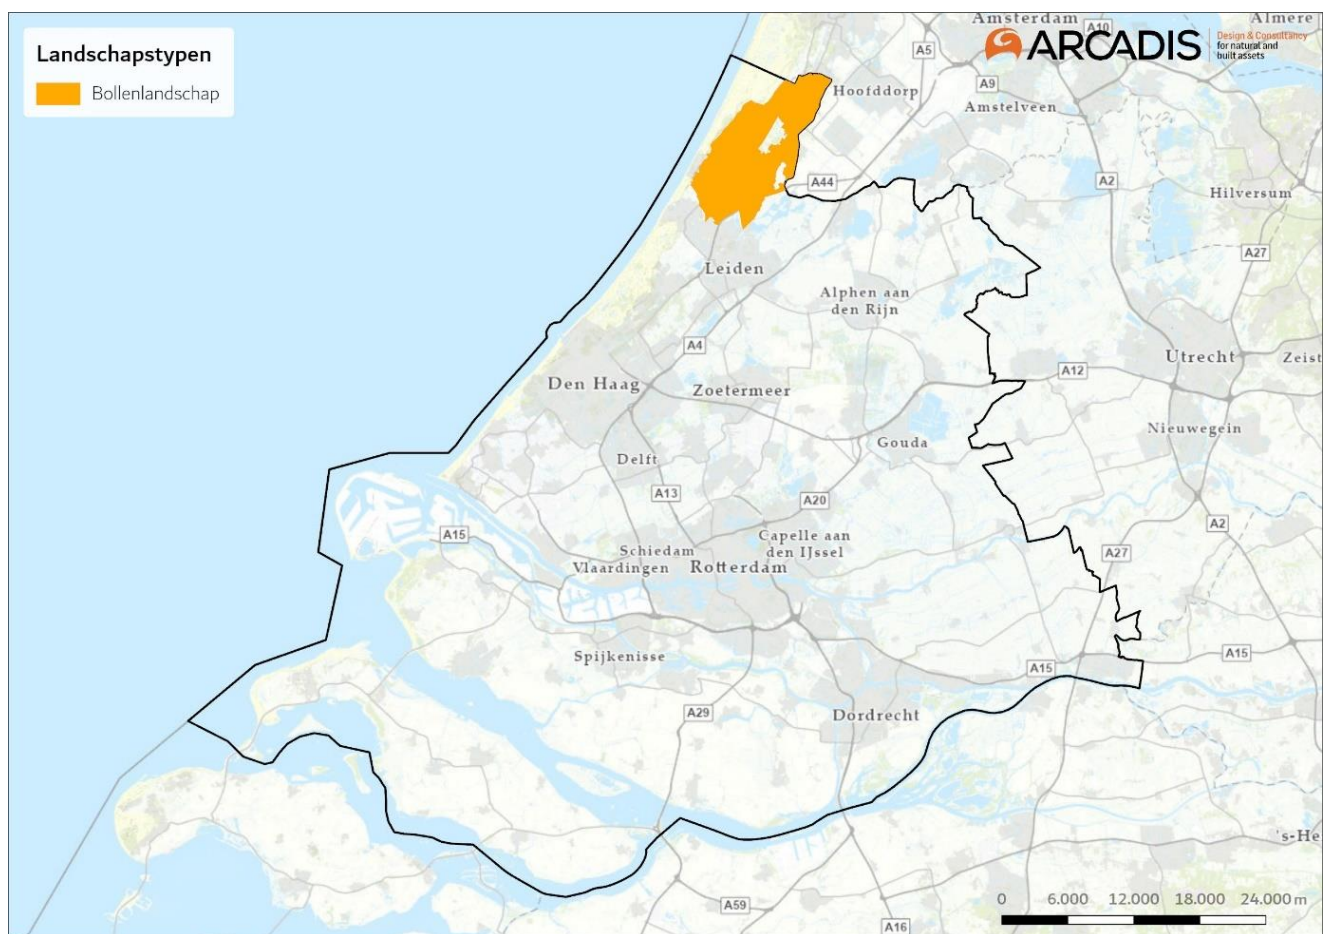 Landschapstypen
Bollenlandschap
ARCADIS
Design & Consultancy
for natural and
built assets
Amsterdam
Almere
A10
A5
A9
Hoofddorp
Amstelveen
A44
A2
Hilversum
A27
Leiden
Alphen aan
den Rijn
A4
Utrecht
Zeist
Den Haag
Zoetermeer
A12
Nieuwegein
Gouda
Delft
A13
A20
A2
A15
Capelle aan
den IJssel
Schiedam
Vlaardingen
Rotterdam
A27
Spijkenisse
A15
A15
A29
Dordrecht
's-He
A59
A16
0 6.000 12.000 18.000 24.000 m